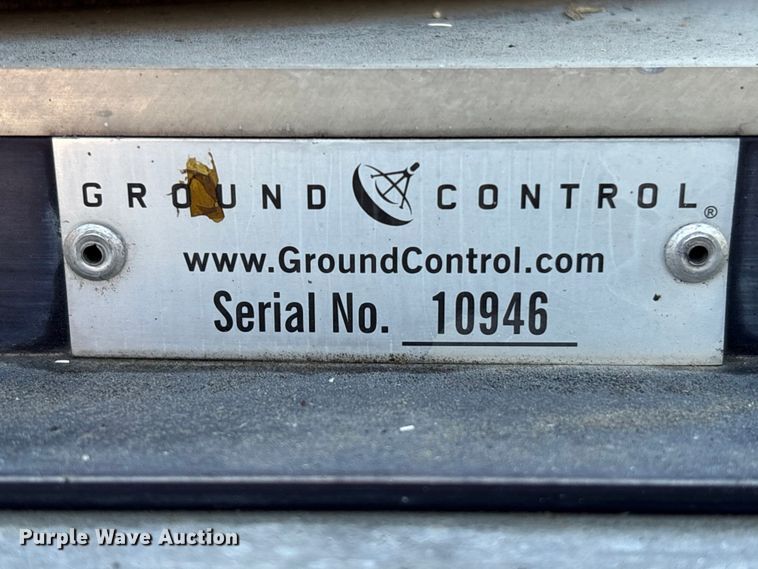 GROUND CONTROL®
www.GroundControl.com
Serial No. 10946
Purple Wave Auction